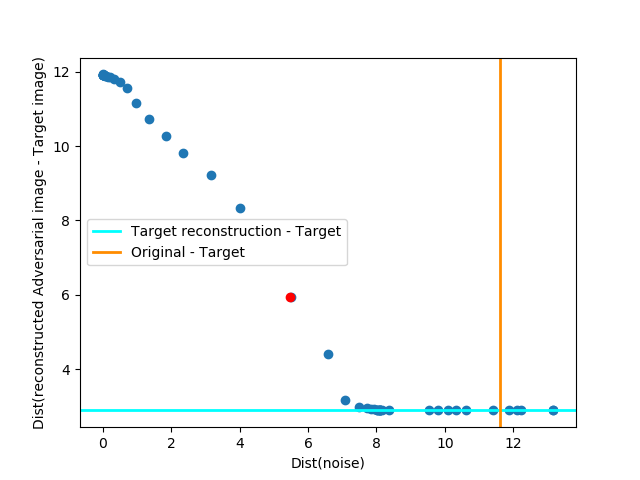 12
10
8
6
4
Dist(reconstructed Adversarial image - Target image)
Target reconstruction - Target
Original - Target
0 2 4 6 8 10 12
Dist(noise)